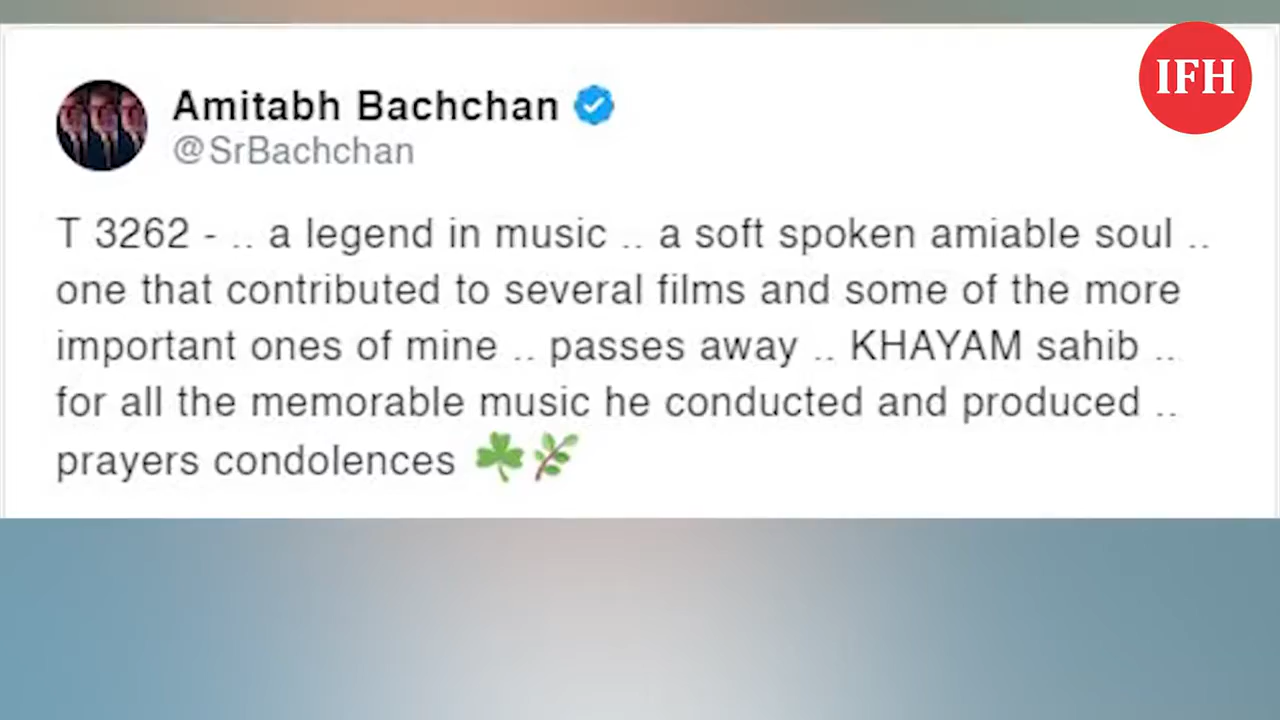 IFH
Amitabh Bachchan
@SrBachchan
T 3262 - .. a legend in music .. a soft spoken amiable soul ..
one that contributed to several films and some of the more
important ones of mine .. passes away .. KHAYAM sahib ..
for all the memorable music he conducted and produced ..
prayers condolences ☘🌿